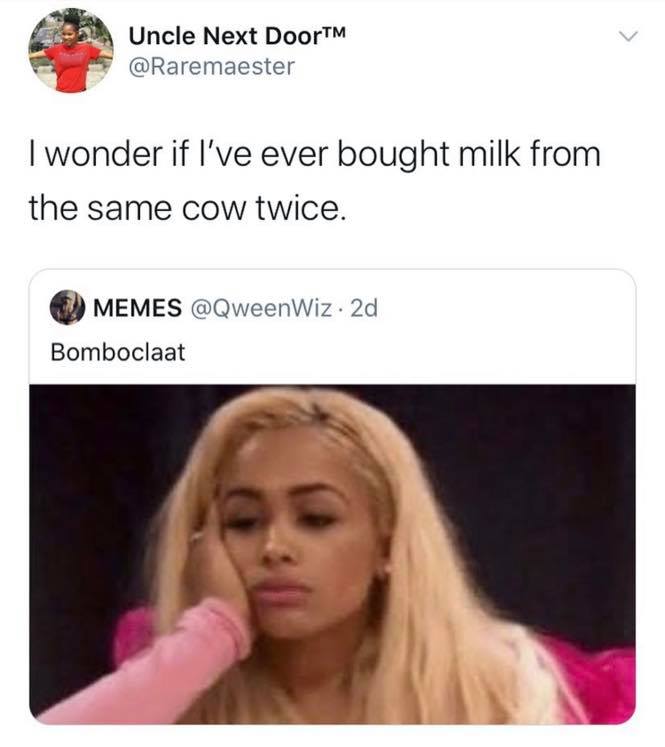 Uncle Next Door™
@Raremaester
I wonder if I've ever bought milk from
the same cow twice.
MEMES @QweenWiz · 2d
Bomboclaat